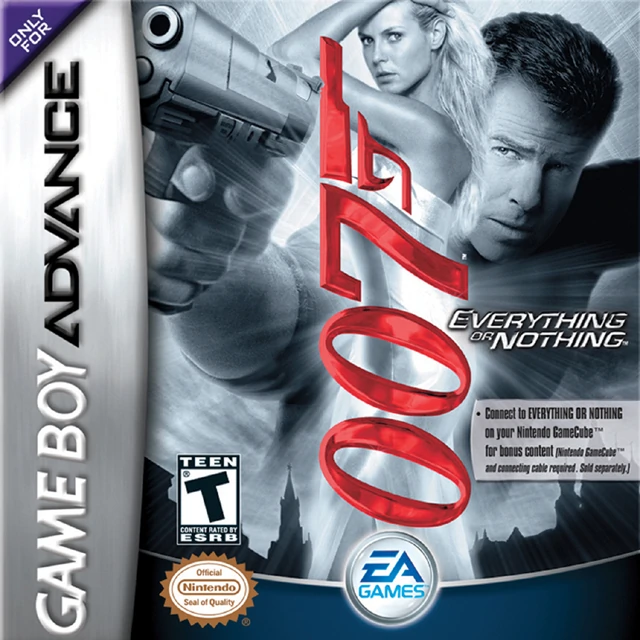 ONLY
FOR
GAME BOY ADVANCE
007
EVERYTHING
OR NOTHING™
• Connect to EVERYTHING OR NOTHING
on your Nintendo GameCube™
for bonus content (Nintendo GameCube™
and connecting cable required. Sold separately.)
TEEN
T
CONTENT RATED BY
ESRB
Official
Nintendo
Seal of Quality
®
EA
GAMES™